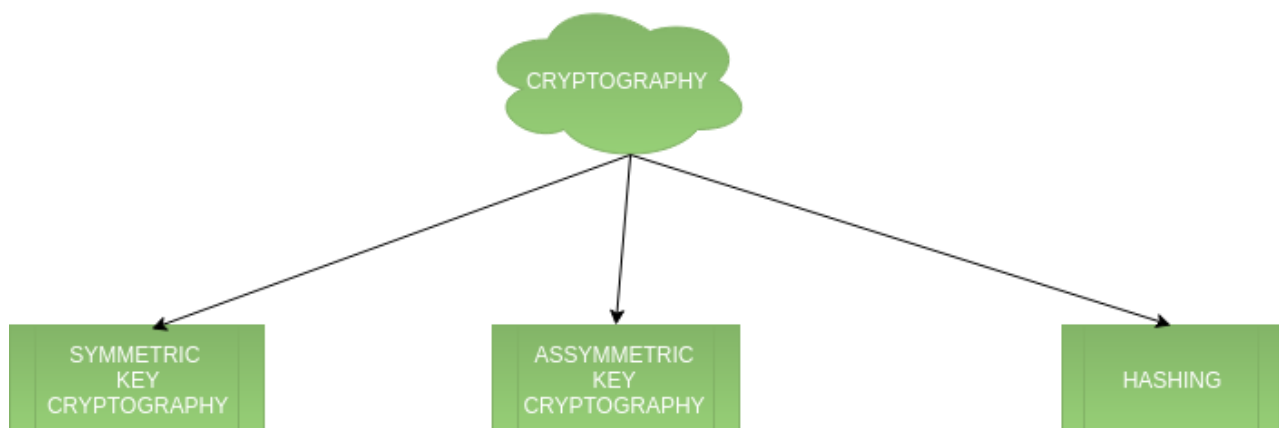 CRYPTOGRAPHY
SYMMETRIC
KEY
CRYPTOGRAPHY
ASSYMMETRIC
KEY
CRYPTOGRAPHY
HASHING